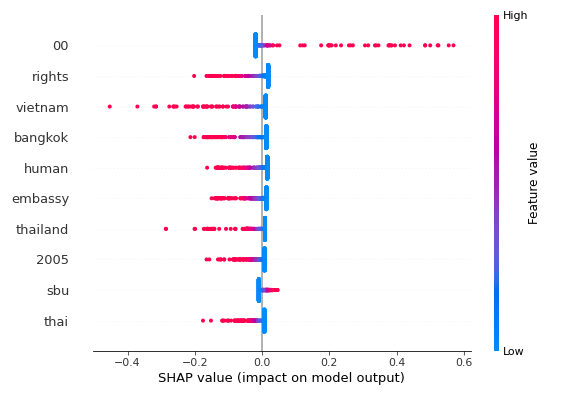 High
00
rights
vietnam
bangkok
human
embassy
thailand
2005
sbu
thai
Feature value
Low
−0.4 −0.2 0.0 0.2 0.4 0.6
SHAP value (impact on model output)